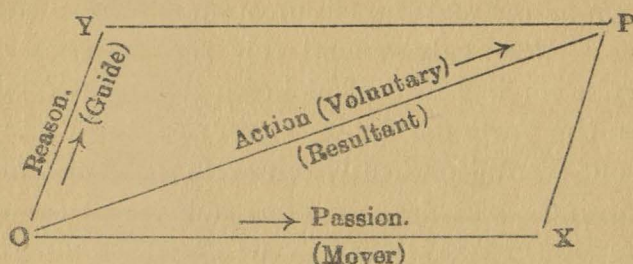 Y
P
Reason.
(Guide)
Action (Voluntary)
(Resultant)
O
Passion.
(Mover)
X